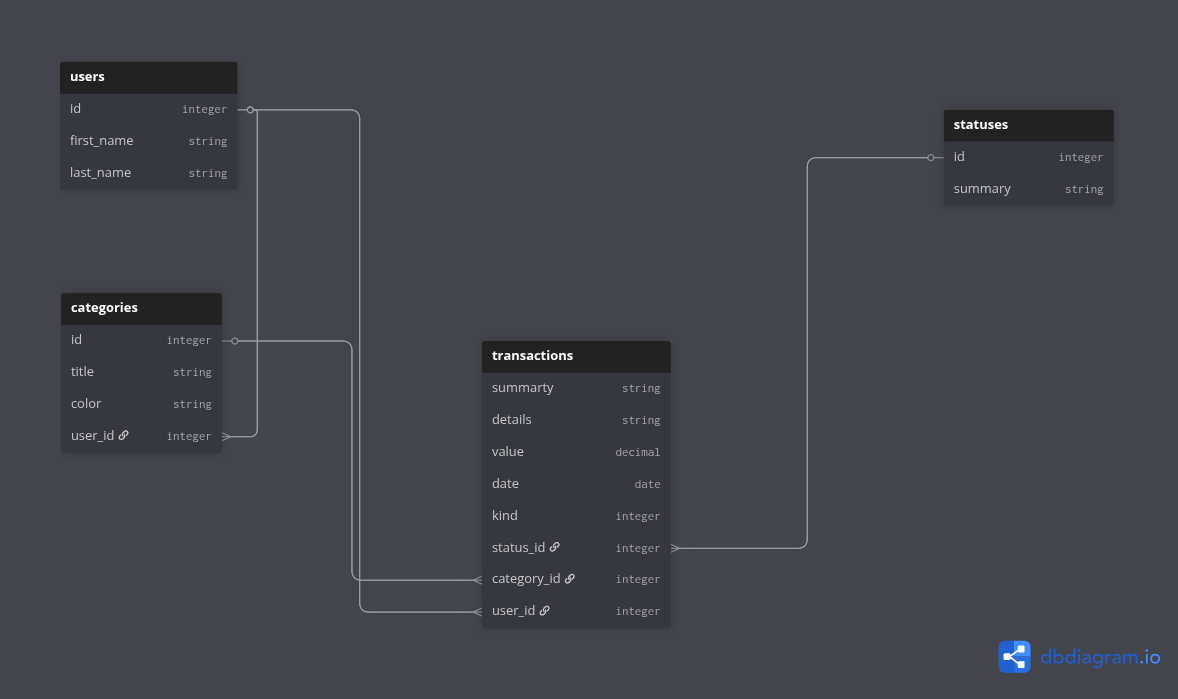 users
id integer
first_name string
last_name string
statuses
id integer
summary string
categories
id integer
title string
color string
user_id integer
transactions
summarty string
details string
value decimal
date date
kind integer
status_id integer
category_id integer
user_id integer
dbdiagram.io